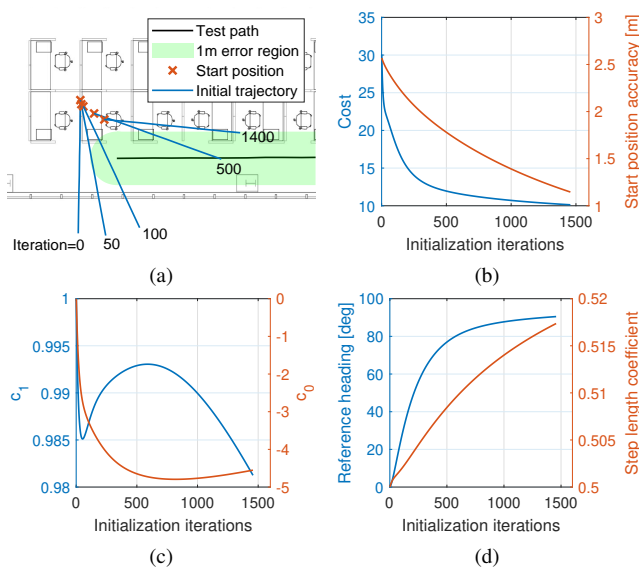 Test path
1m error region
Start position
Initial trajectory
1400
500
100
50
Iteration=0
(a)
35
30
25
20
15
10
Cost
3
2.5
2
1.5
1
Start position accuracy [m]
0
500
1000
1500
Initialization iterations
(b)
1
0.995
0.99
0.985
0.98
c1
0
-1
-2
-3
-4
-5
c0
0
500
1000
1500
Initialization iterations
(c)
100
80
60
40
20
0
Reference heading [deg]
0.52
0.515
0.51
0.505
0.5
Step length coefficient
0
500
1000
1500
Initialization iterations
(d)